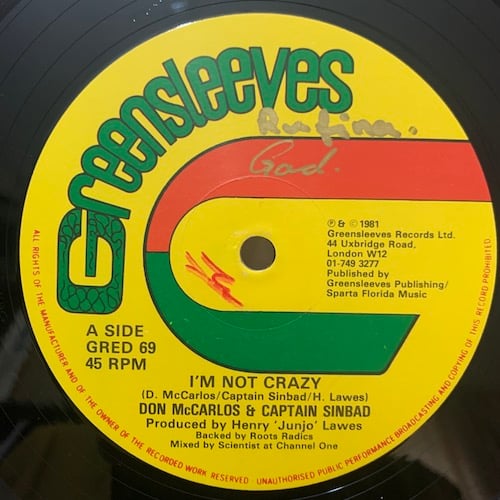 Greensleeves
God.
℗ & © 1981
Greensleeves Records Ltd.
44 Uxbridge Road,
London W12
01-749 3277
Published by
Greensleeves Publishing/
Sparta Florida Music
A SIDE
GRED 69
45 RPM
I'M NOT CRAZY
(D. McCarlos/Captain Sinbad/H. Lawes)
DON McCARLOS & CAPTAIN SINBAD
Produced by Henry 'Junjo' Lawes
Backed by Roots Radics
Mixed by Scientist at Channel One
ALL RIGHTS OF THE MANUFACTURER AND OF THE OWNER OF THE RECORDED WORK RESERVED · UNAUTHORISED PUBLIC PERFORMANCE BROADCASTING AND COPYING OF THIS RECORD PROHIBITED